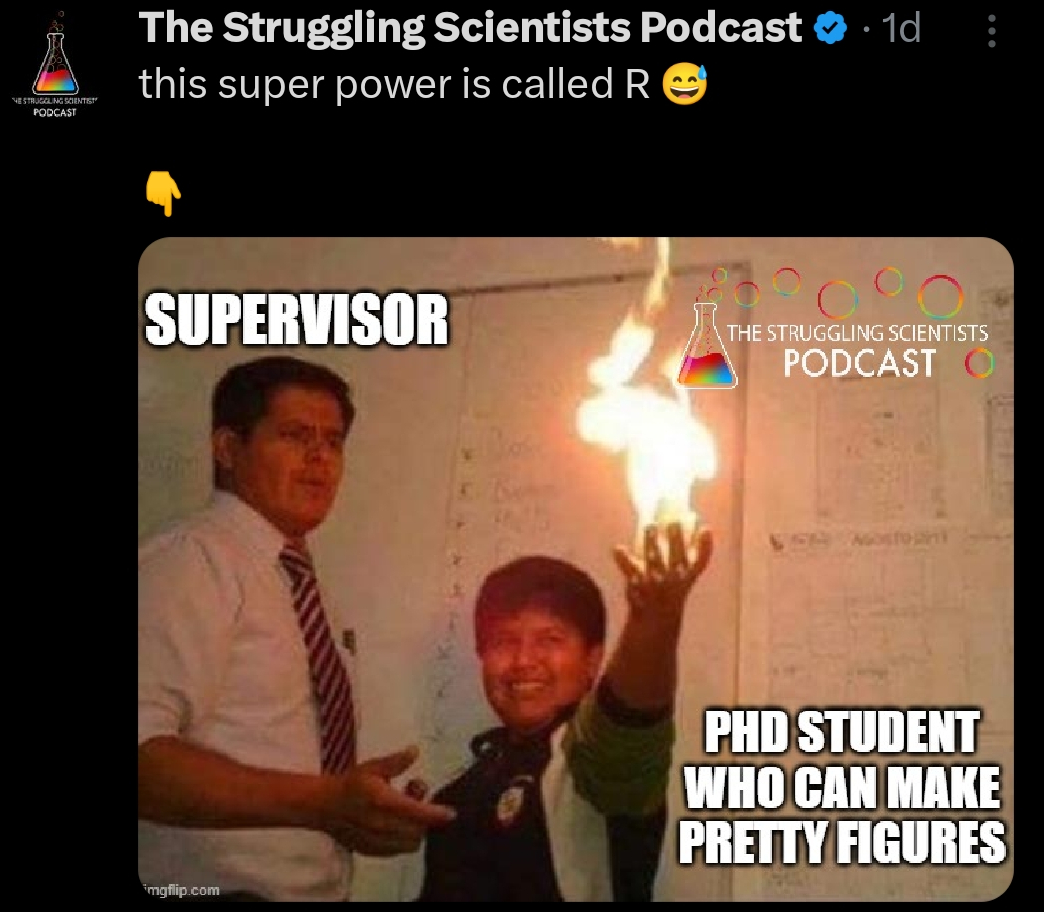 The Struggling Scientists Podcast · 1d
this super power is called R 😅
👇
THE STRUGGLING SCIENTISTS
PODCAST
SUPERVISOR
THE STRUGGLING SCIENTISTS
PODCAST
PHD STUDENT
WHO CAN MAKE
PRETTY FIGURES
imgflip.com